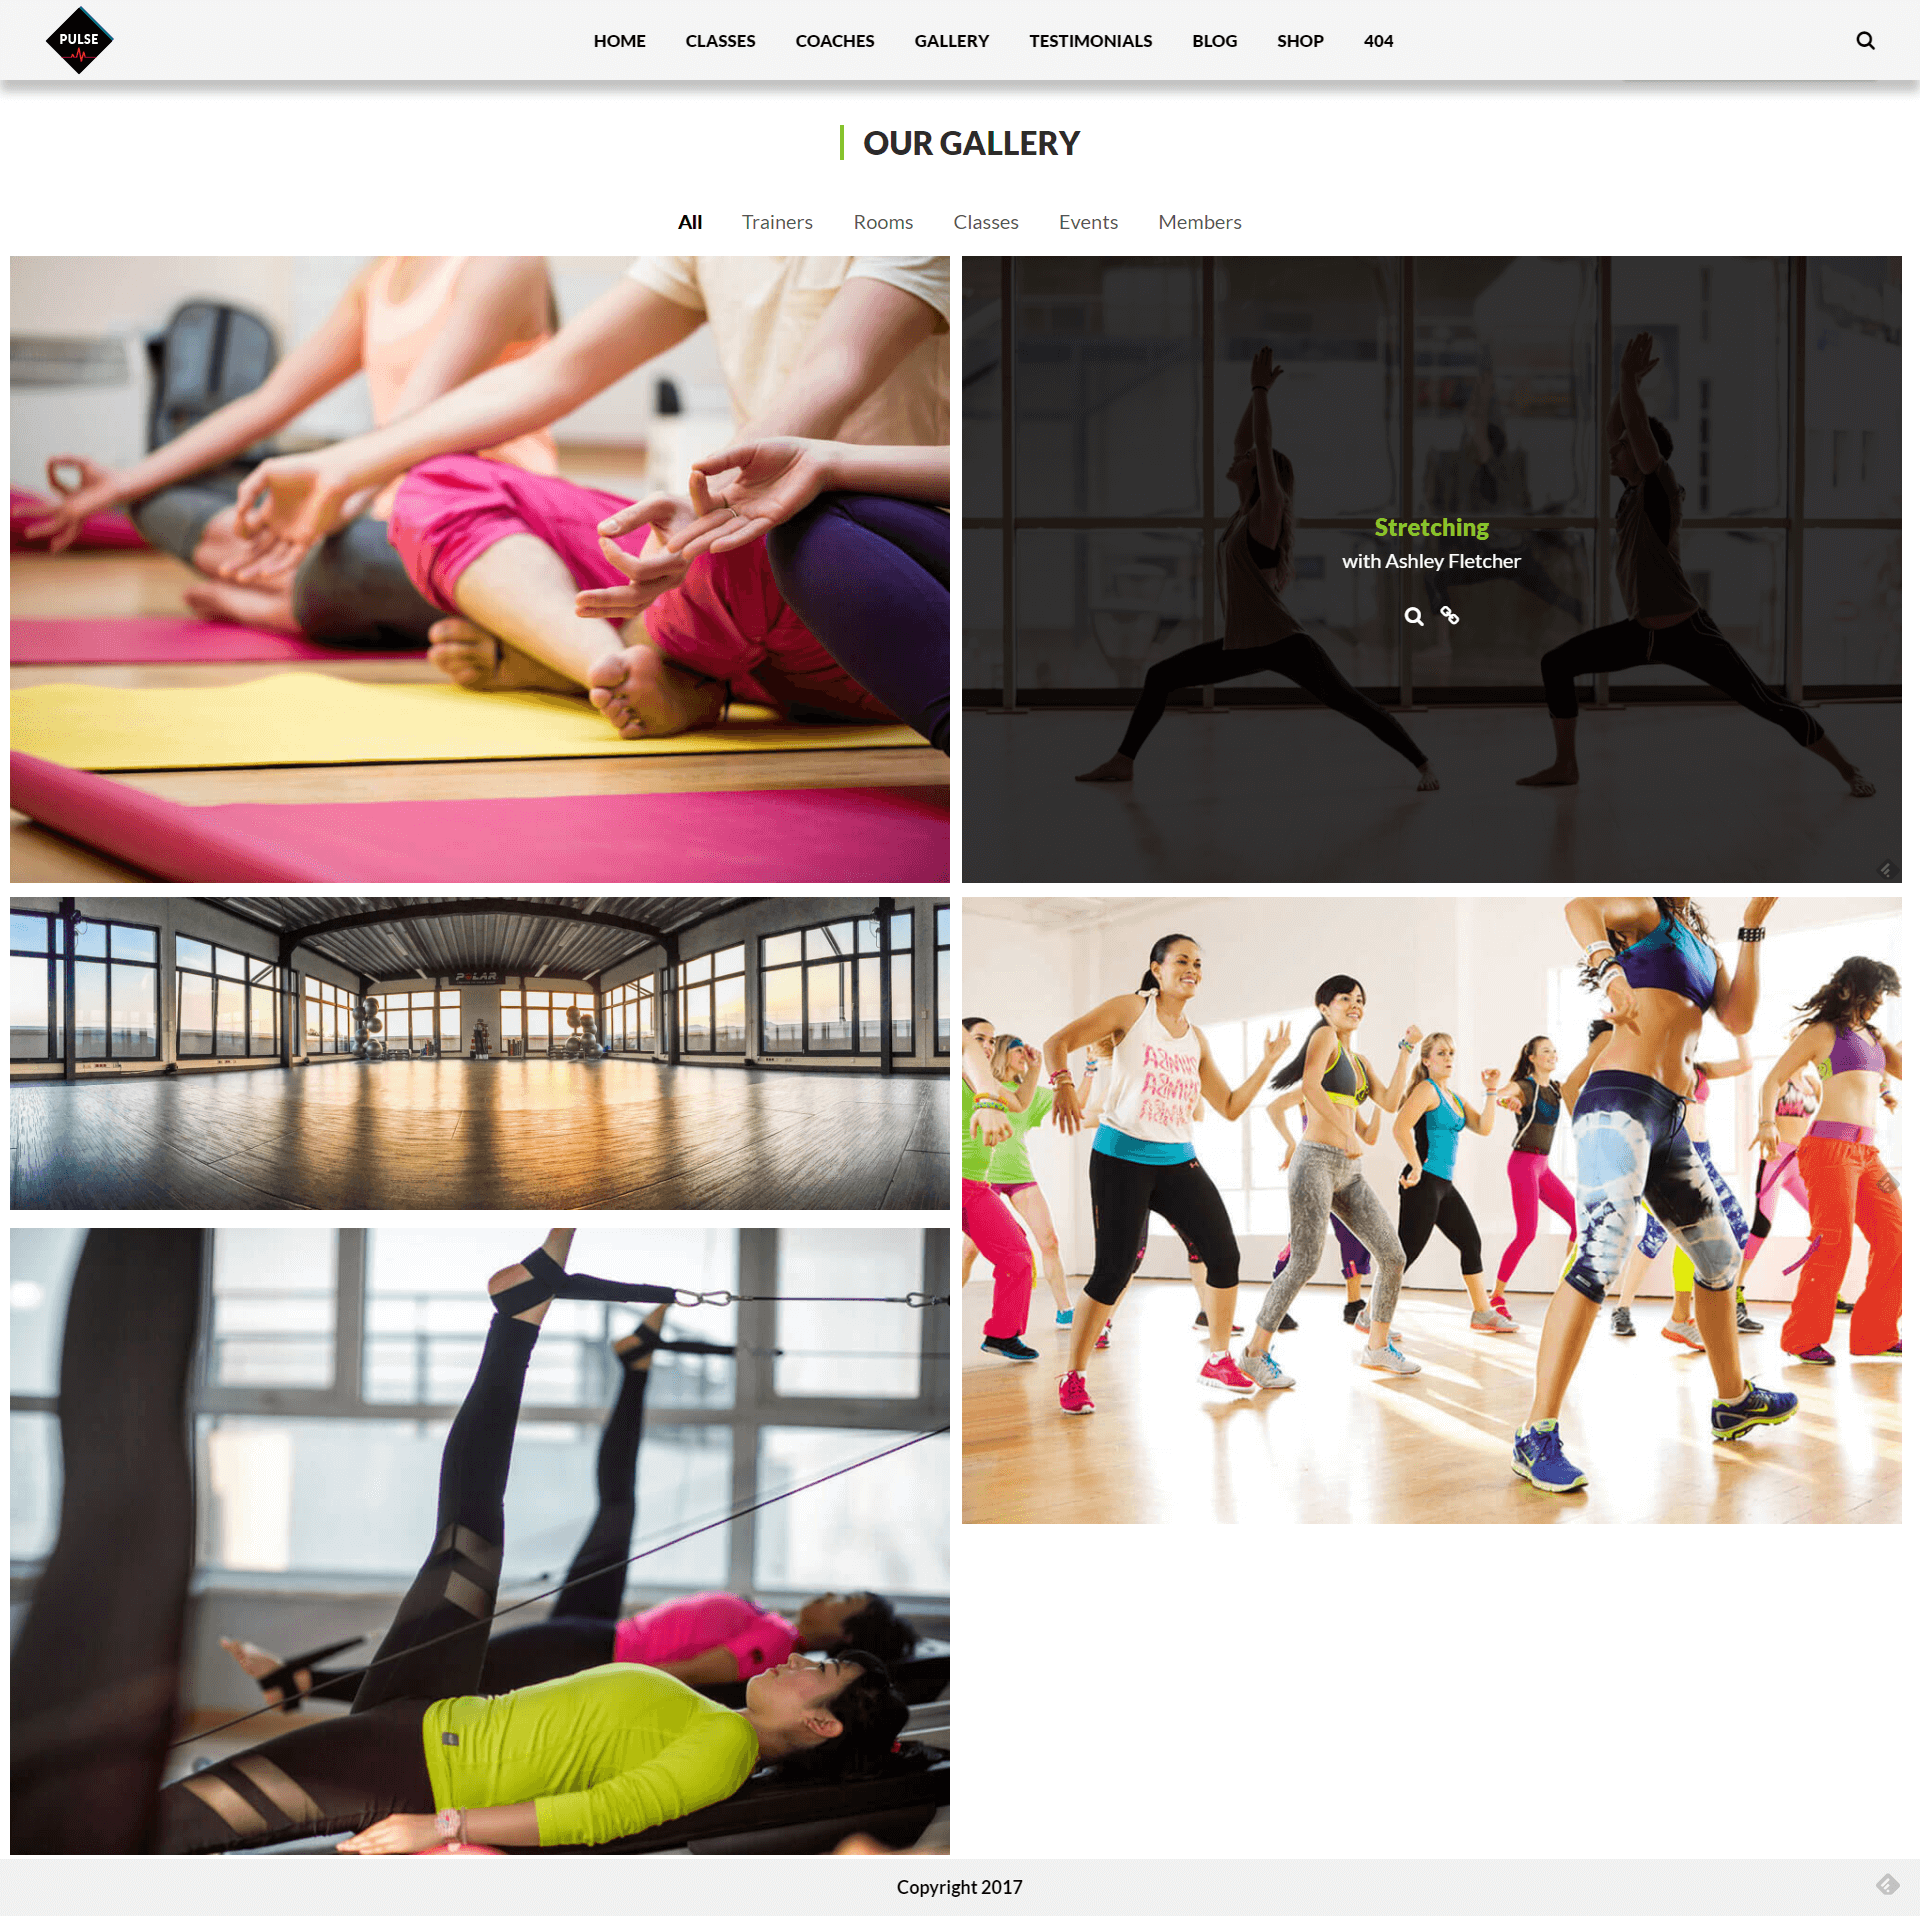 PULSE
HOME CLASSES COACHES GALLERY TESTIMONIALS BLOG SHOP 404
OUR GALLERY
All Trainers Rooms Classes Events Members
Stretching
with Ashley Fletcher
POLAR
Copyright 2017